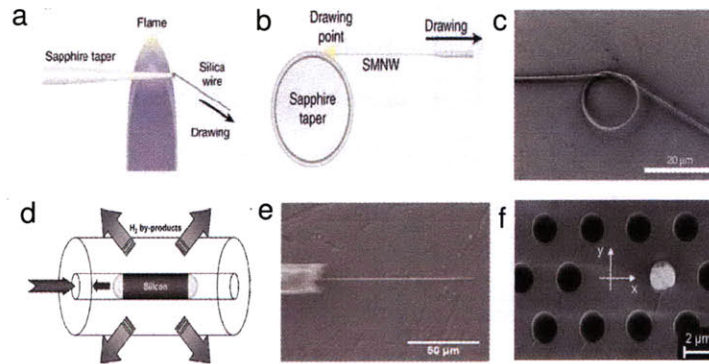 a
Flame
Sapphire taper
Silica
wire
Drawing
b
Drawing
point
Drawing
SMNW
Sapphire
taper
c
20 μm
d
H₂ by-products
Silicon
e
50 μm
f
y
x
2 μm